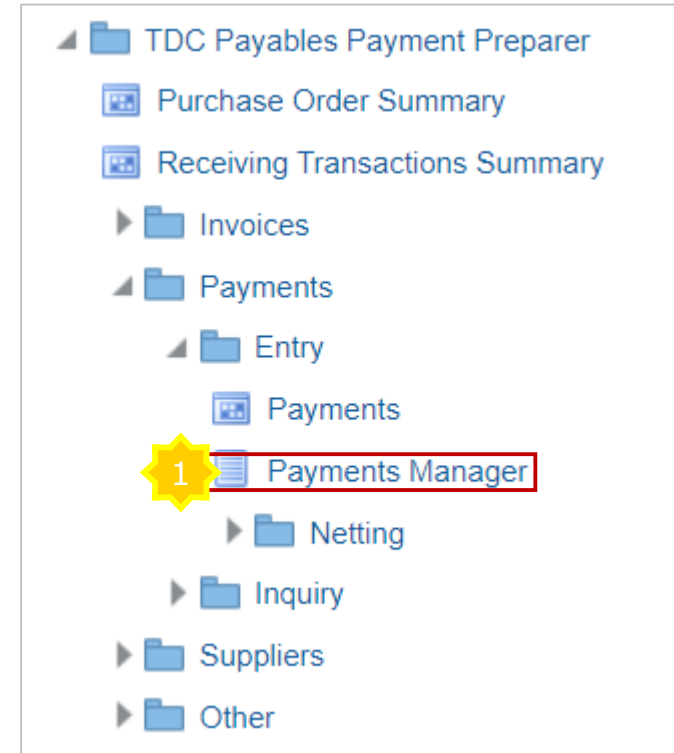 TDC Payables Payment Preparer
Purchase Order Summary
Receiving Transactions Summary
Invoices
Payments
Entry
Payments
1 Payments Manager
Netting
Inquiry
Suppliers
Other